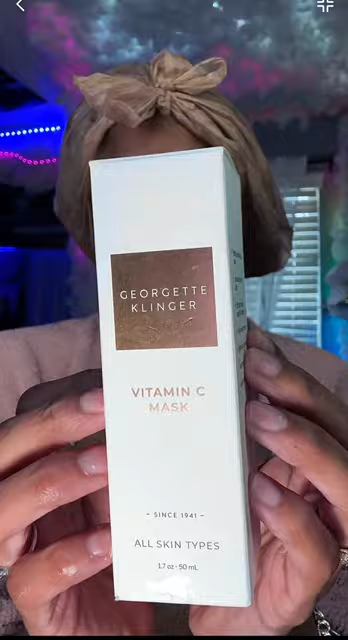 GEORGETTE
KLINGER
VITAMIN C
MASK
- SINCE 1941 -
ALL SKIN TYPES
1.7 oz - 50 mL